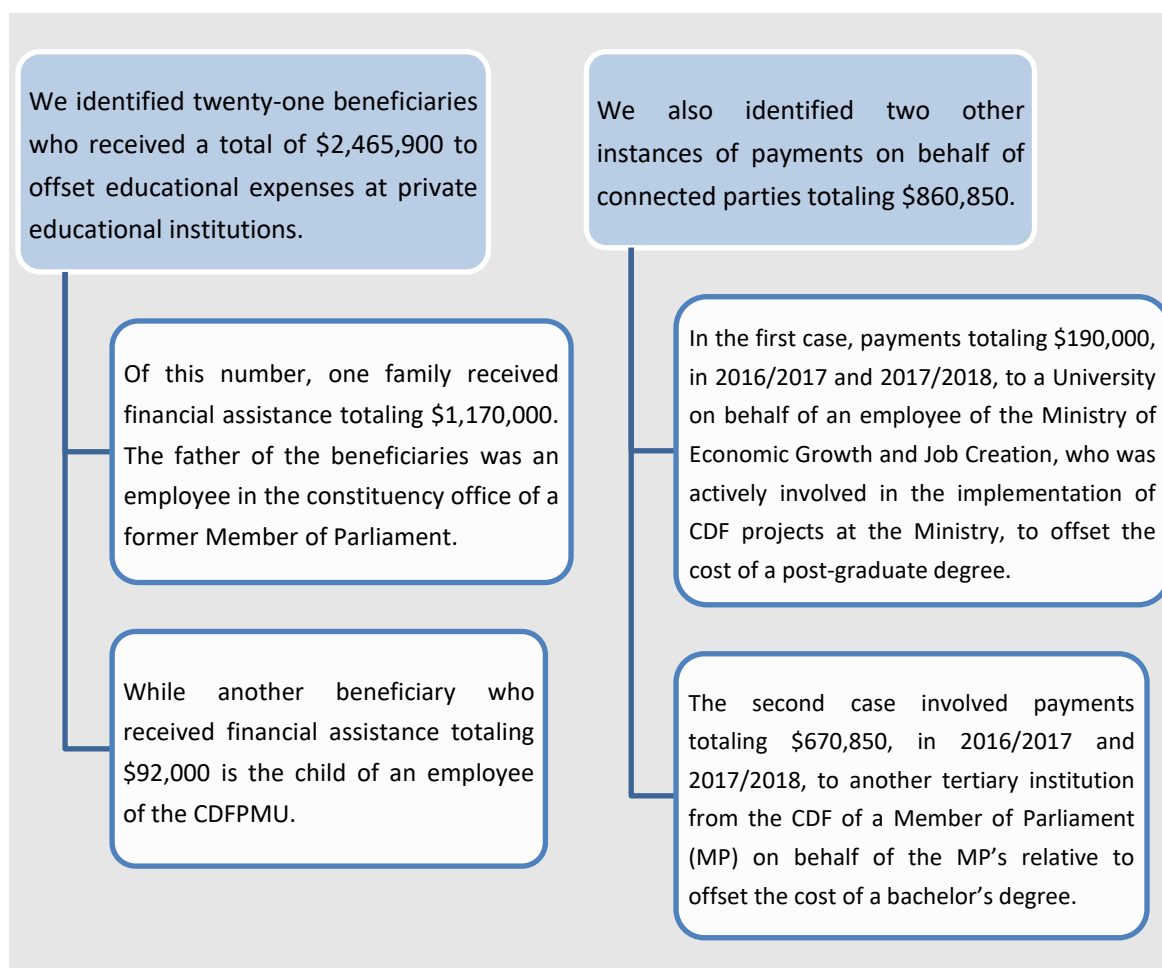 We identified twenty-one beneficiaries
who received a total of $2,465,900 to
offset educational expenses at private
educational institutions.
Of this number, one family received
financial assistance totaling $1,170,000.
The father of the beneficiaries was an
employee in the constituency office of a
former Member of Parliament.
While another beneficiary who
received financial assistance totaling
$92,000 is the child of an employee
of the CDFPMU.
We also identified two other
instances of payments on behalf of
connected parties totaling $860,850.
In the first case, payments totaling $190,000,
in 2016/2017 and 2017/2018, to a University
on behalf of an employee of the Ministry of
Economic Growth and Job Creation, who was
actively involved in the implementation of
CDF projects at the Ministry, to offset the
cost of a post-graduate degree.
The second case involved payments
totaling $670,850, in 2016/2017 and
2017/2018, to another tertiary institution
from the CDF of a Member of Parliament
(MP) on behalf of the MP’s relative to
offset the cost of a bachelor’s degree.